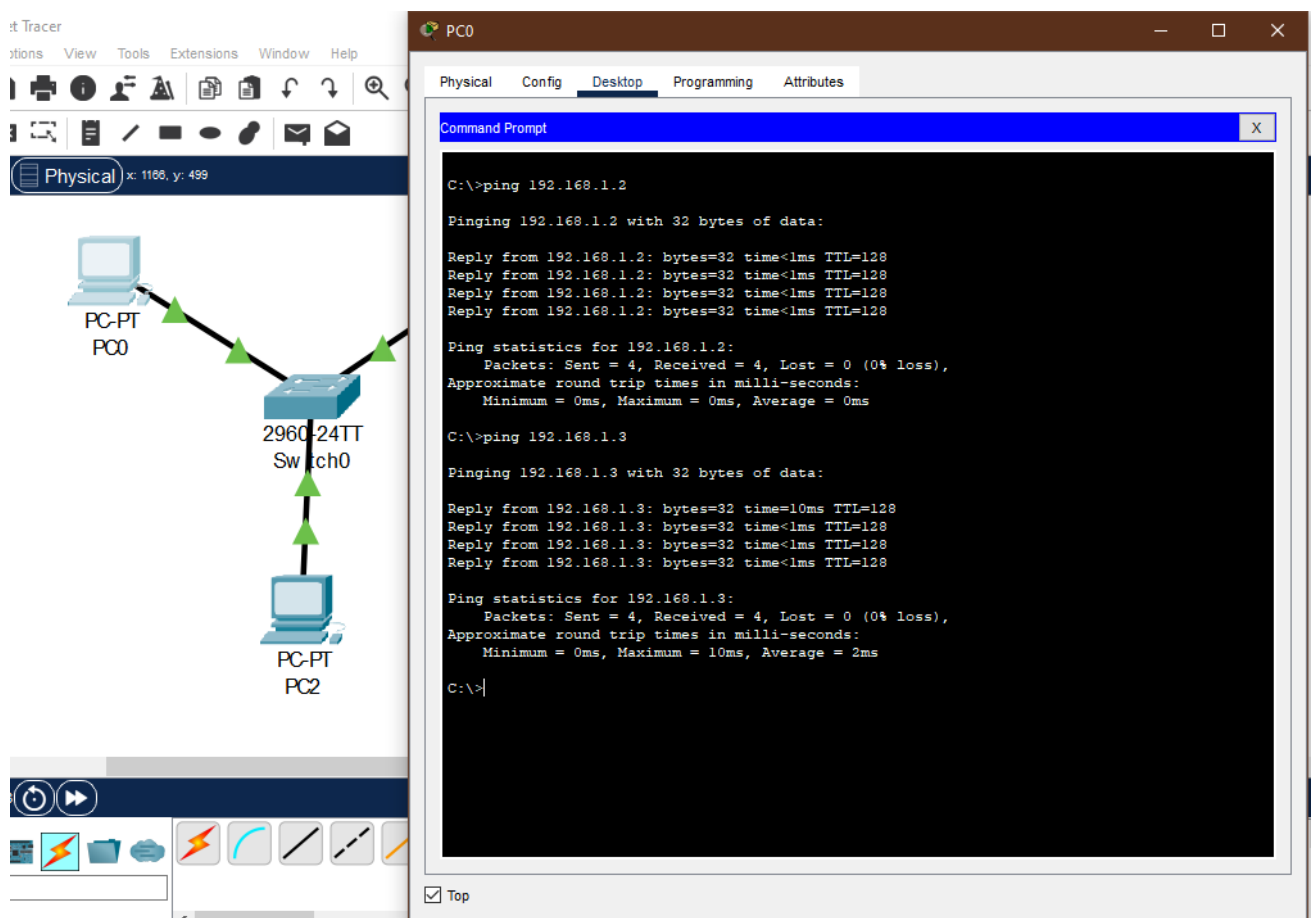 et Tracer
View Tools Extensions Window Help
Physical x: 1166, y: 499
PC-PT
PC0
2960-24TT
Switch0
PC-PT
PC2
PC0
Physical Config Desktop Programming Attributes
Command Prompt X
C:\>ping 192.168.1.2
Pinging 192.168.1.2 with 32 bytes of data:
Reply from 192.168.1.2: bytes=32 time<1ms TTL=128
Reply from 192.168.1.2: bytes=32 time<1ms TTL=128
Reply from 192.168.1.2: bytes=32 time<1ms TTL=128
Reply from 192.168.1.2: bytes=32 time<1ms TTL=128
Ping statistics for 192.168.1.2:
Packets: Sent = 4, Received = 4, Lost = 0 (0% loss),
Approximate round trip times in milli-seconds:
Minimum = 0ms, Maximum = 0ms, Average = 0ms
C:\>ping 192.168.1.3
Pinging 192.168.1.3 with 32 bytes of data:
Reply from 192.168.1.3: bytes=32 time=10ms TTL=128
Reply from 192.168.1.3: bytes=32 time<1ms TTL=128
Reply from 192.168.1.3: bytes=32 time<1ms TTL=128
Reply from 192.168.1.3: bytes=32 time<1ms TTL=128
Ping statistics for 192.168.1.3:
Packets: Sent = 4, Received = 4, Lost = 0 (0% loss),
Approximate round trip times in milli-seconds:
Minimum = 0ms, Maximum = 10ms, Average = 2ms
C:\>
Top